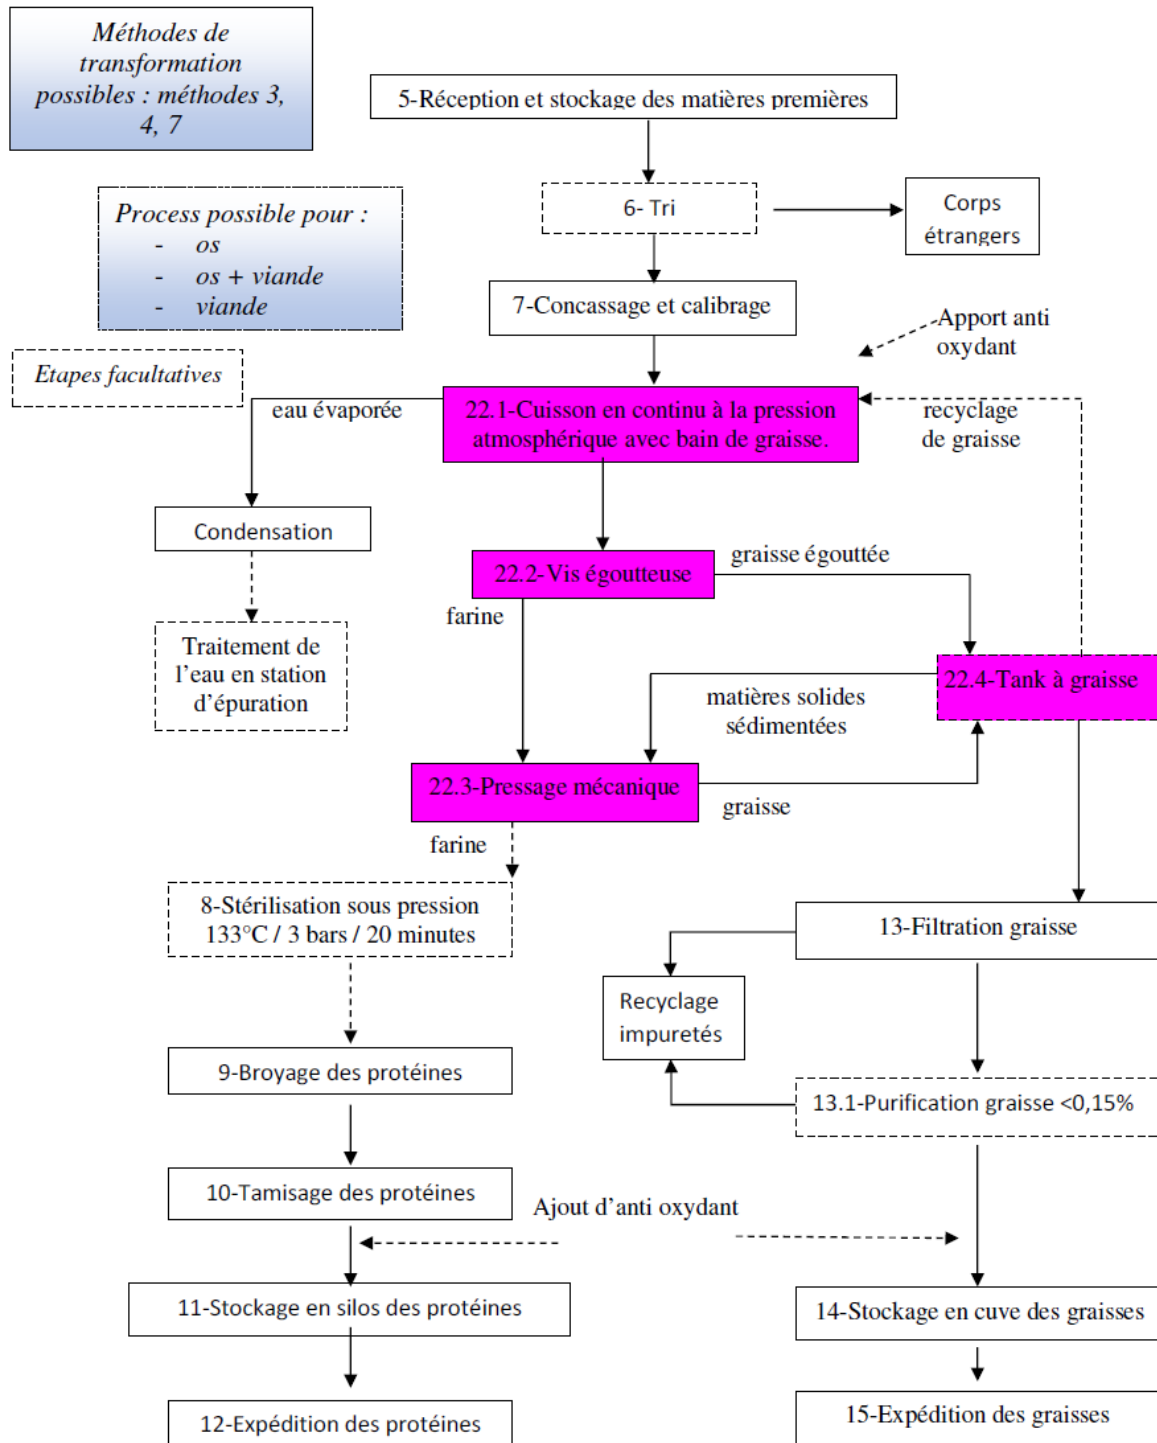 Méthodes de
transformation
possibles : méthodes 3,
4, 7
5-Réception et stockage des matières premières
6- Tri
Corps
étrangers
Process possible pour :
- os
- os + viande
- viande
7-Concassage et calibrage
Apport anti
oxydant
Etapes facultatives
eau évaporée
22.1-Cuisson en continu à la pression
atmosphérique avec bain de graisse.
recyclage
de graisse
Condensation
22.2-Vis égoutteuse
graisse égouttée
farine
Traitement de
l'eau en station
d'épuration
22.4-Tank à graisse
matières solides
sédimentées
22.3-Pressage mécanique
graisse
farine
8-Stérilisation sous pression
133°C / 3 bars / 20 minutes
13-Filtration graisse
Recyclage
impuretés
9-Broyage des protéines
13.1-Purification graisse <0,15%
10-Tamisage des protéines
Ajout d'anti oxydant
11-Stockage en silos des protéines
14-Stockage en cuve des graisses
12-Expédition des protéines
15-Expédition des graisses